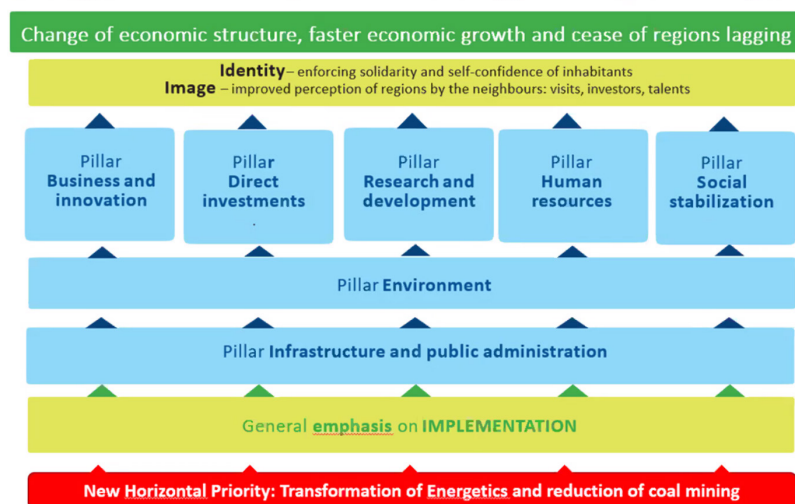 Change of economic structure, faster economic growth and cease of regions lagging
Identity– enforcing solidarity and self-confidence of inhabitants
Image – improved perception of regions by the neighbours: visits, investors, talents
Pillar
Business and
innovation
Pillar
Direct
investments
.
Pillar
Research and
development
Pillar
Human
resources
Pillar
Social
stabilization
Pillar Environment
Pillar Infrastructure and public administration
General emphasis on IMPLEMENTATION
New Horizontal Priority: Transformation of Energetics and reduction of coal mining